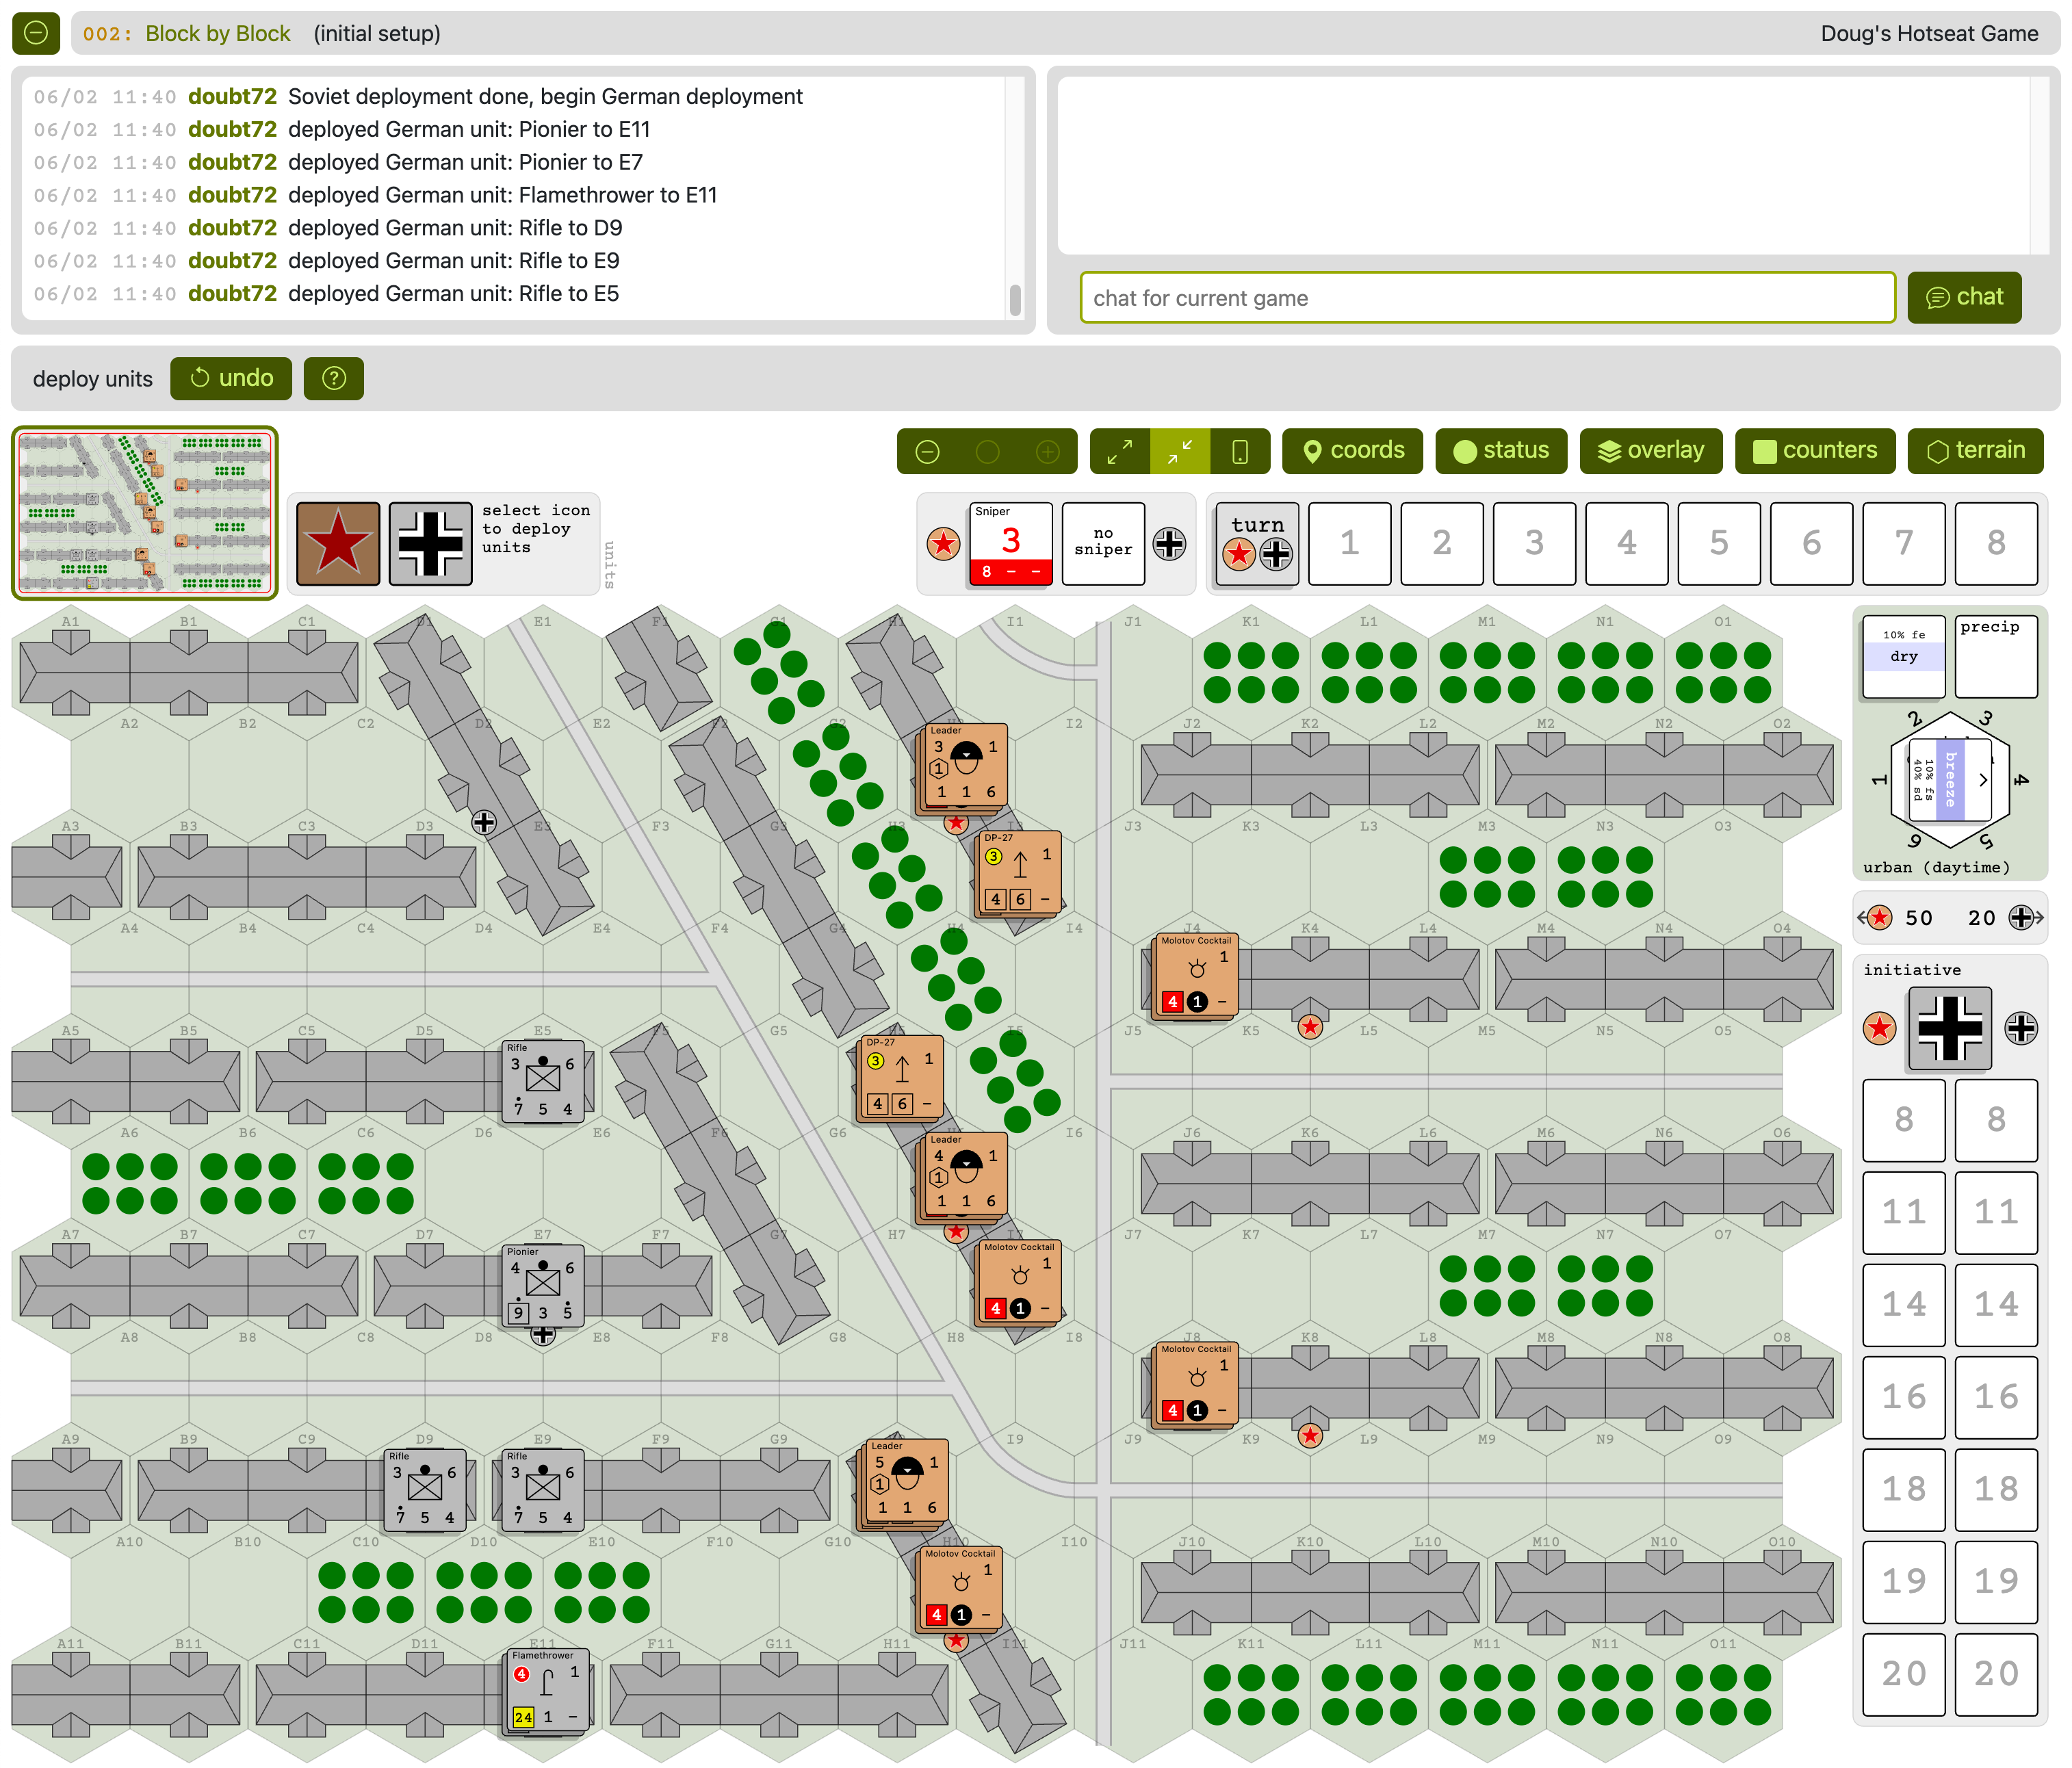 002: Block by Block (initial setup) Doug's Hotseat Game
06/02 11:40 doubt72 Soviet deployment done, begin German deployment
06/02 11:40 doubt72 deployed German unit: Pionier to E11
06/02 11:40 doubt72 deployed German unit: Pionier to E7
06/02 11:40 doubt72 deployed German unit: Flamethrower to E11
06/02 11:40 doubt72 deployed German unit: Rifle to D9
06/02 11:40 doubt72 deployed German unit: Rifle to E9
06/02 11:40 doubt72 deployed German unit: Rifle to E5
chat for current game
chat
deploy units undo ?
coords status overlay counters terrain
select icon
to deploy
units
units
Sniper
3
8 - -
no
sniper
turn
1 2 3 4 5 6 7 8
A1 B1 C1 D1 E1 F1 G1 H1 I1 J1 K1 L1 M1 N1 O1
A2 B2 C2 D2 E2 F2 G2 I2 J2 K2 L2 M2 N2 O2
Leader
3 1
1
1 1 6
A3 B3 C3 D3 E3 F3 G3 H3 I3 J3 K3 L3 M3 N3 O3
DP-27
3 1
4 6 -
A4 B4 C4 D4 E4 F4 G4 H4 I4 J4 K4 L4 M4 N4 O4
Molotov Cocktail
1
4 1 -
A5 B5 C5 D5 E5 F5 G5 H5 I5 J5 K5 L5 M5 N5 O5
Rifle
3 6
7 5 4
DP-27
3 1
4 6 -
A6 B6 C6 D6 E6 F6 G6 I6 J6 K6 L6 M6 N6 O6
Leader
4 1
1
1 1 6
A7 B7 C7 D7 E7 F7 G7 H7 I7 J7 K7 L7 M7 N7 O7
Pionier
4 6
9 3 5
Molotov Cocktail
1
4 1 -
A8 B8 C8 D8 E8 F8 G8 H8 I8 J8 K8 L8 M8 N8 O8
Molotov Cocktail
1
4 1 -
A9 B9 C9 D9 E9 F9 G9 I9 J9 K9 L9 M9 N9 O9
Rifle
3 6
7 5 4
Rifle
3 6
7 5 4
Leader
5 1
1
1 1 6
A10 B10 C10 D10 E10 F10 G10 H10 I10 J10 K10 L10 M10 N10 O10
Molotov Cocktail
1
4 1 -
A11 B11 C11 D11 E11 F11 G11 H11 I11 J11 K11 L11 M11 N11 O11
Flamethrower
4 1
24 1 -
10% fe
dry
precip
1 2 3 4 5 6
breeze
10% fs
40% sd
urban (daytime)
50 20
initiative
8 8
11 11
14 14
16 16
18 18
19 19
20 20